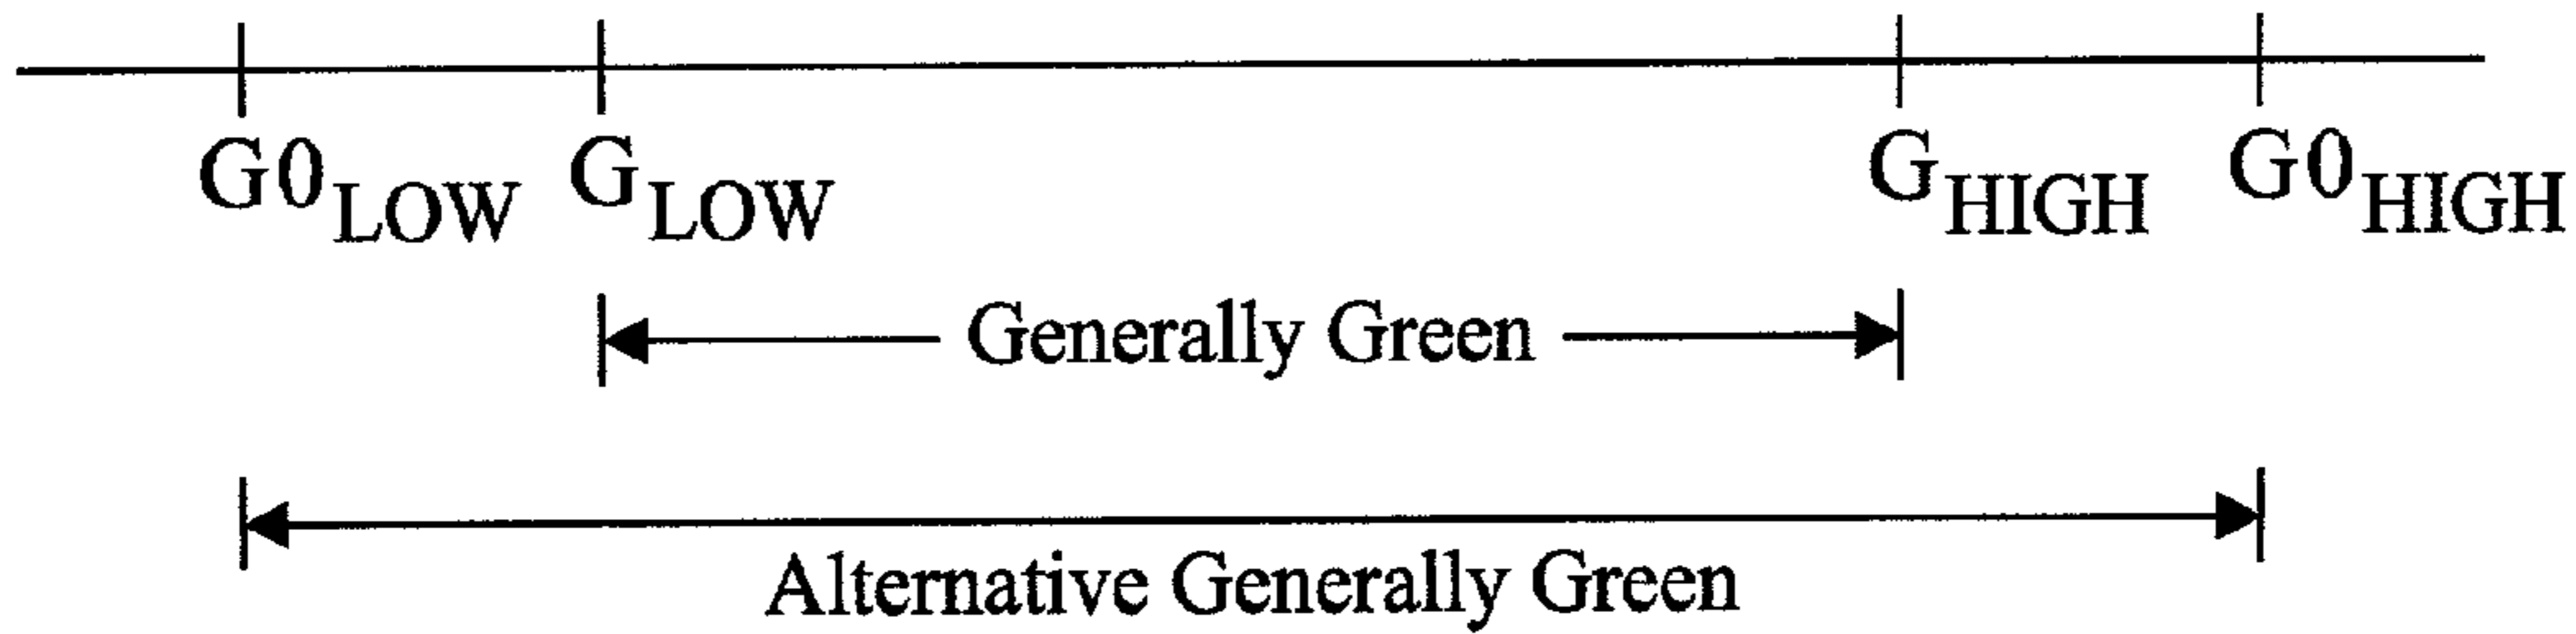 G0LOW GLOW GHIGH G0HIGH
Generally Green
Alternative Generally Green